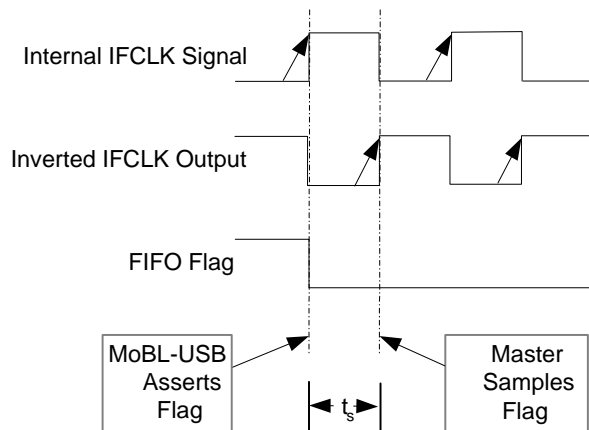 Internal IFCLK Signal
Inverted IFCLK Output
FIFO Flag
MoBL-USB
Asserts
Flag
ts
Master
Samples
Flag